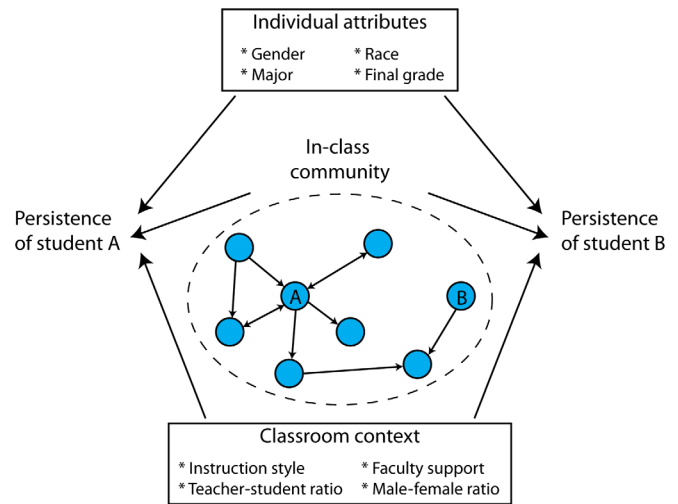 Individual attributes
* Gender * Race
* Major * Final grade
In-class
community
Persistence
of student A
Persistence
of student B
A
B
Classroom context
* Instruction style * Faculty support
* Teacher-student ratio * Male-female ratio